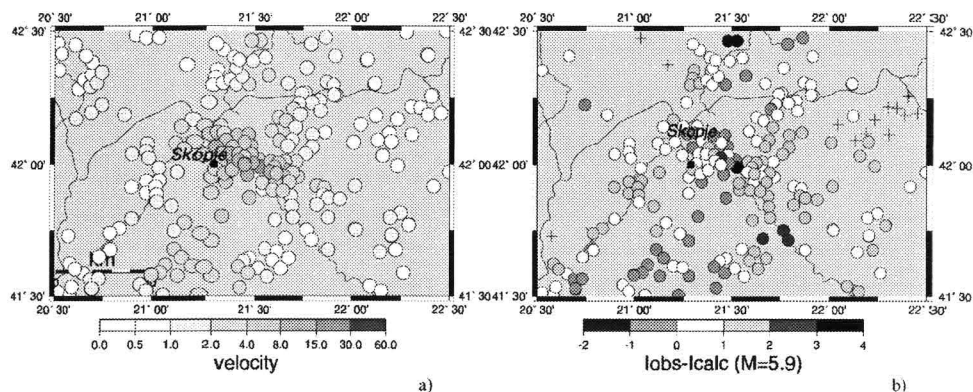 20˚ 30' 21˚ 00' 21˚ 30' 22˚ 00' 22˚ 30'
42˚ 30' 42˚ 30'
Skopje
42˚ 00' 42˚ 00'
km
41˚ 30' 41˚ 30'
20˚ 30' 21˚ 00' 21˚ 30' 22˚ 00' 22˚ 30'
0.0 0.5 1.0 2.0 4.0 8.0 15.0 30.0 60.0
velocity
a)
20˚ 30' 21˚ 00' 21˚ 30' 22˚ 00' 22˚ 30'
42˚ 30' 42˚ 30'
Skopje
42˚ 00' 42˚ 00'
41˚ 30' 41˚ 30'
20˚ 30' 21˚ 00' 21˚ 30' 22˚ 00' 22˚ 30'
-2 -1 0 1 2 3 4
Iobs-Icalc (M=5.9)
b)